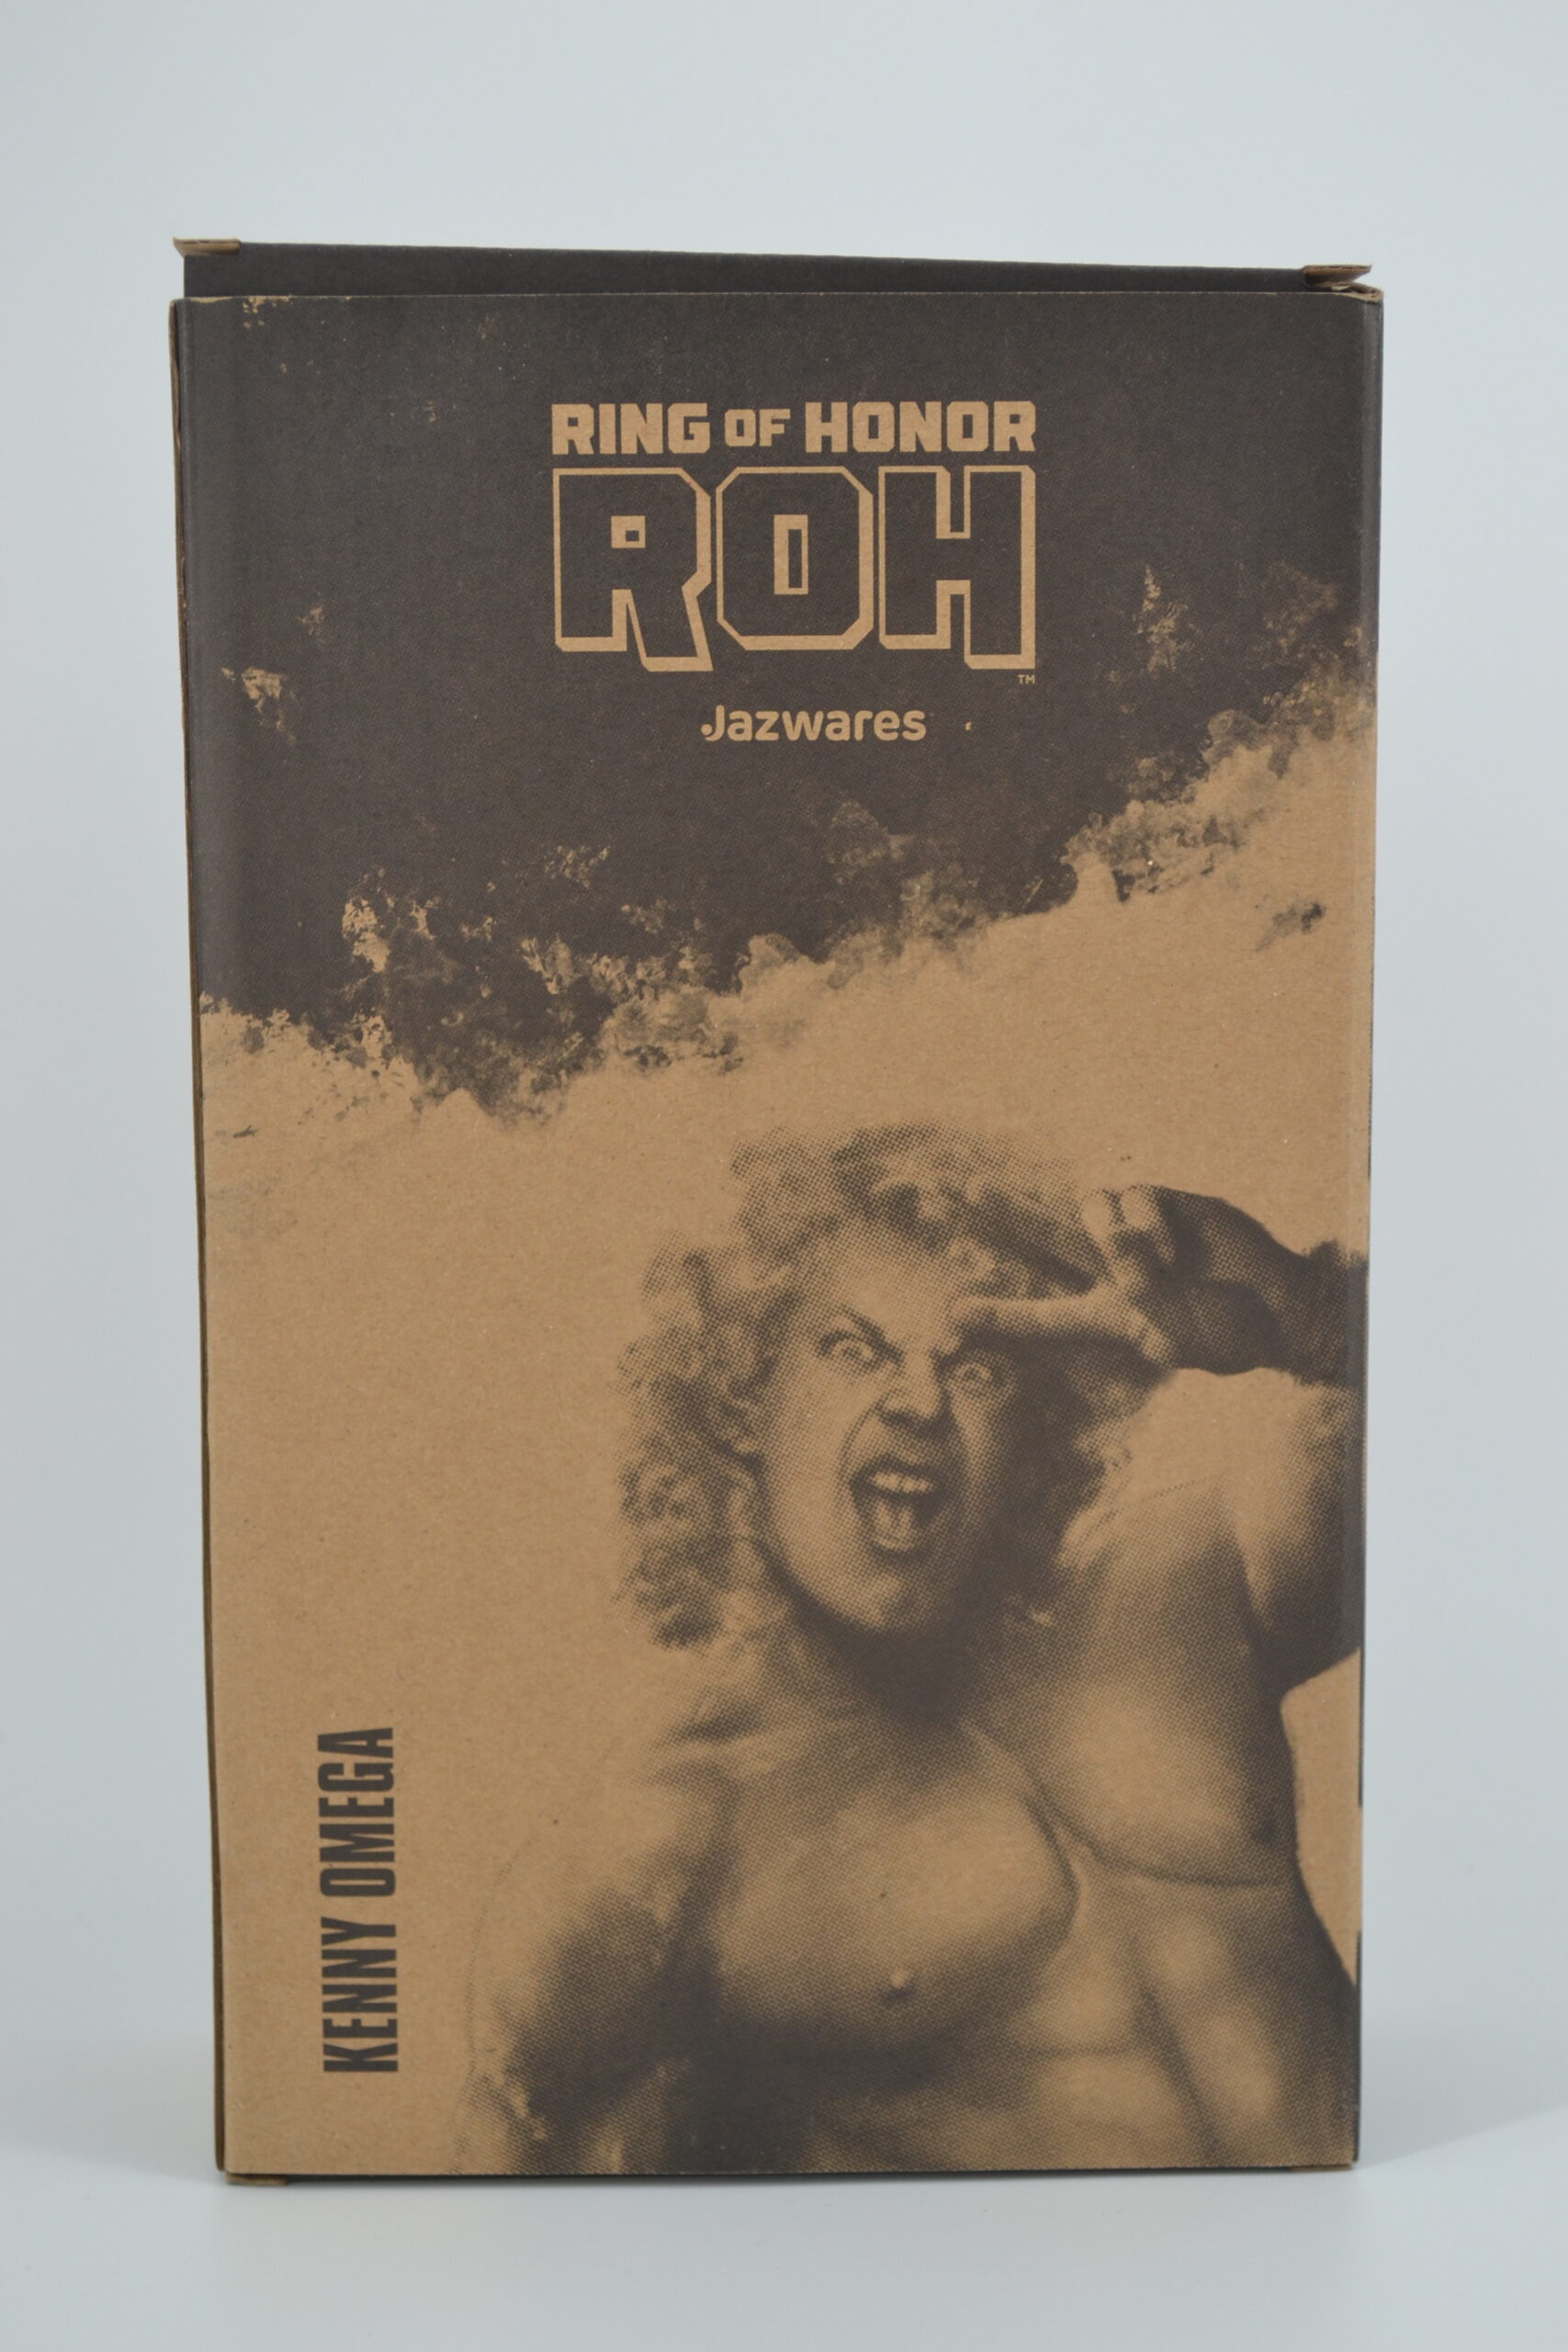 RING OF HONOR
ROH
TM
Jazwares
KENNY OMEGA